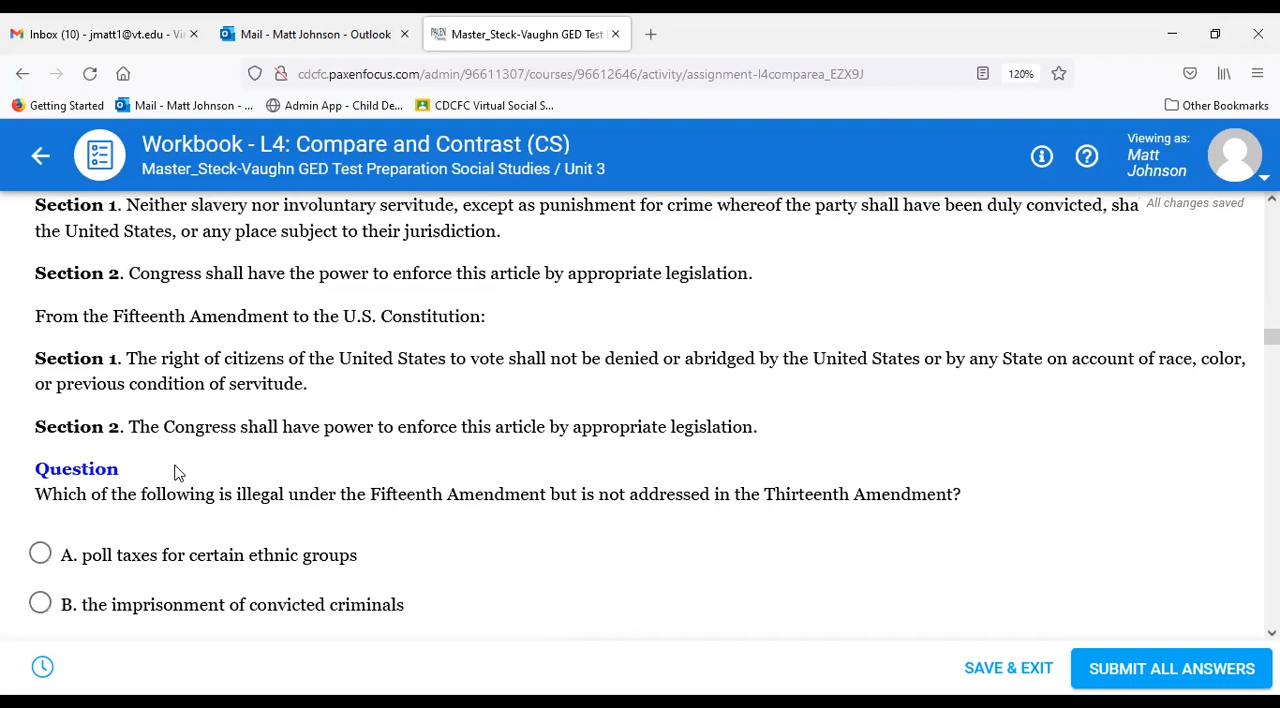 Inbox (10) - jmatt1@vt.edu - Vir
Mail - Matt Johnson - Outlook
PAXEN Master_Steck-Vaughn GED Test
cdcfc.paxenfocus.com/admin/96611307/courses/96612646/activity/assignment-l4comparea_EZX9J
120%
Getting Started
Mail - Matt Johnson - ...
Admin App - Child De...
CDCFC Virtual Social S...
Other Bookmarks
Workbook - L4: Compare and Contrast (CS)
Master_Steck-Vaughn GED Test Preparation Social Studies / Unit 3
Viewing as:
Matt
Johnson
Section 1. Neither slavery nor involuntary servitude, except as punishment for crime whereof the party shall have been duly convicted, sha
All changes saved
the United States, or any place subject to their jurisdiction.
Section 2. Congress shall have the power to enforce this article by appropriate legislation.
From the Fifteenth Amendment to the U.S. Constitution:
Section 1. The right of citizens of the United States to vote shall not be denied or abridged by the United States or by any State on account of race, color,
or previous condition of servitude.
Section 2. The Congress shall have power to enforce this article by appropriate legislation.
Question
Which of the following is illegal under the Fifteenth Amendment but is not addressed in the Thirteenth Amendment?
A. poll taxes for certain ethnic groups
B. the imprisonment of convicted criminals
SAVE & EXIT
SUBMIT ALL ANSWERS